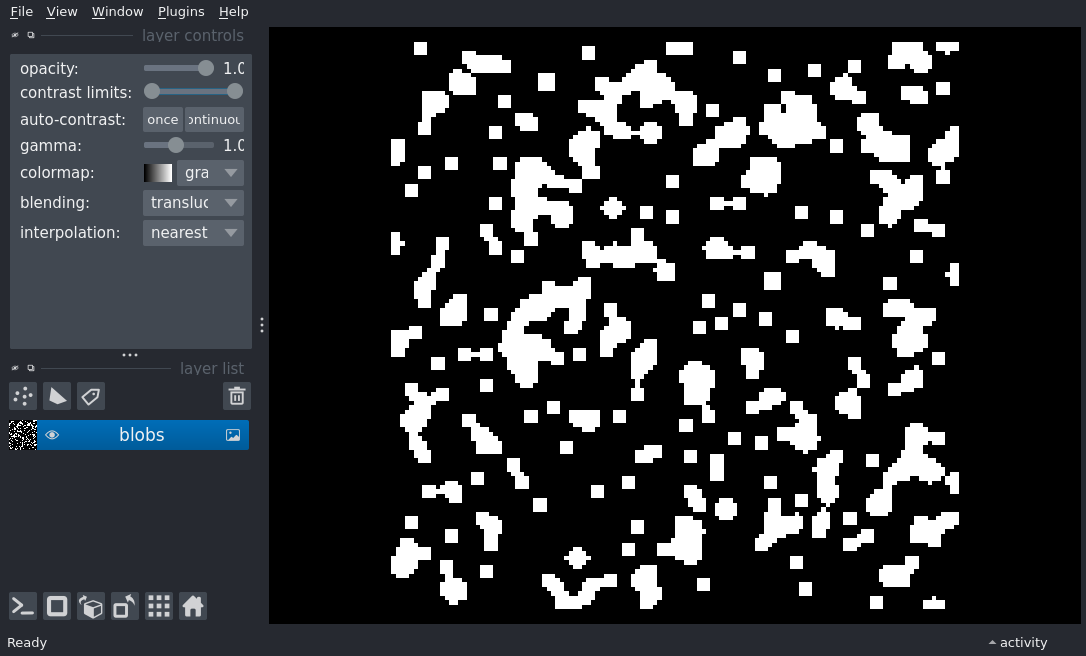 File View Window Plugins Help
layer controls
opacity: 1.0
contrast limits:
auto-contrast: once ontinuou
gamma: 1.0
colormap: gra
blending: transluc
interpolation: nearest
layer list
blobs
Ready
activity